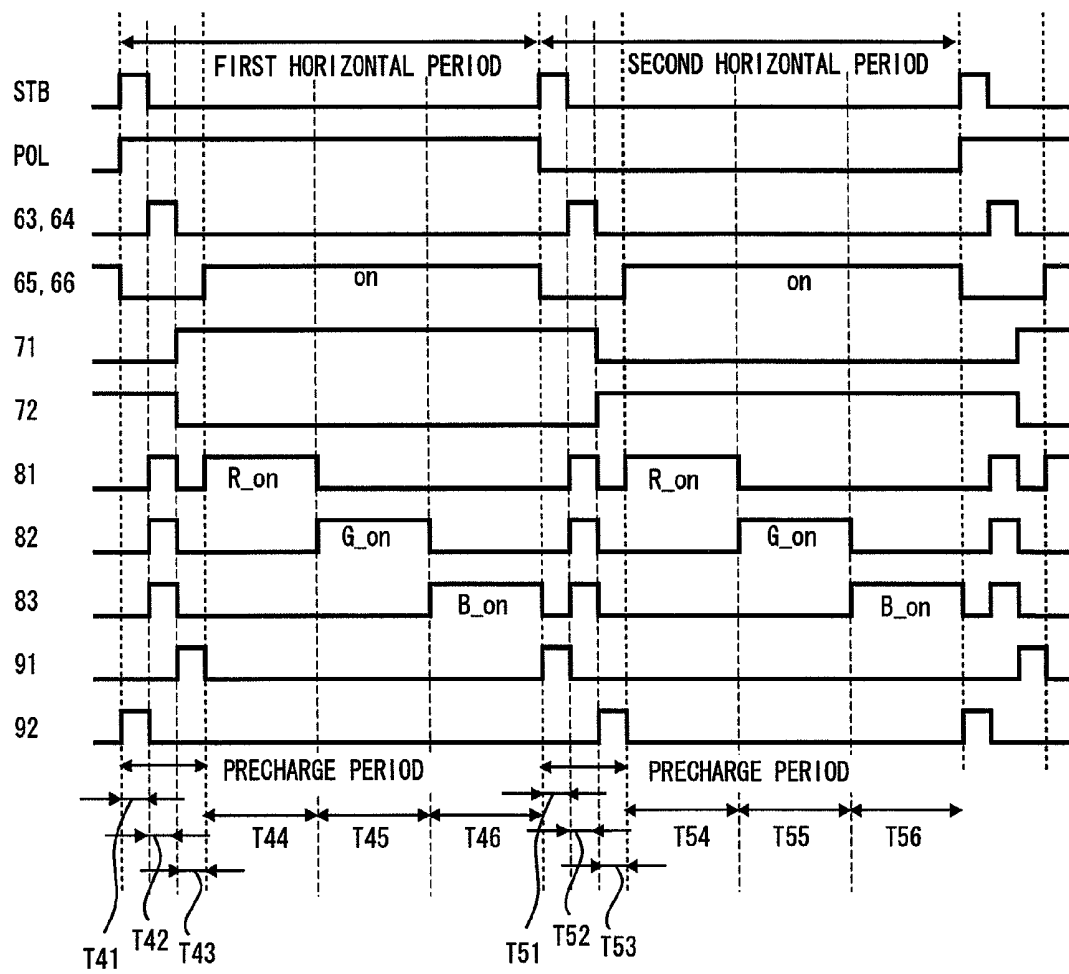 FIRST HORIZONTAL PERIOD
SECOND HORIZONTAL PERIOD
STB
POL
63, 64
65, 66
on
on
71
72
81
R_on
R_on
82
G_on
G_on
83
B_on
B_on
91
92
PRECHARGE PERIOD
PRECHARGE PERIOD
T44
T45
T46
T54
T55
T56
T41
T42
T43
T51
T52
T53